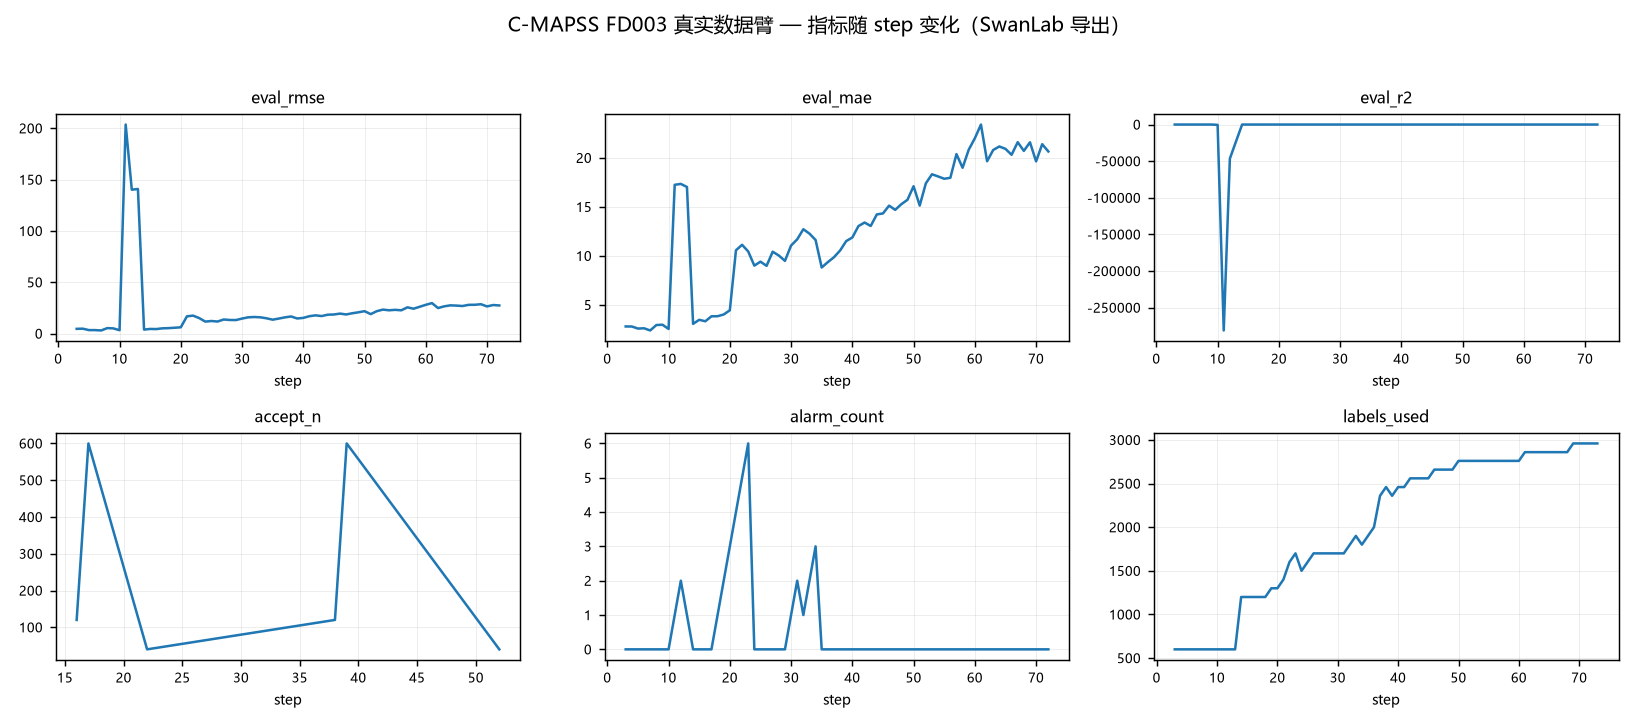 C-MAPSS FD003 真实数据臂 — 指标随 step 变化（SwanLab 导出）
eval_rmse
200
150
100
50
0
0 10 20 30 40 50 60 70
step
eval_mae
20
15
10
5
0 10 20 30 40 50 60 70
step
eval_r2
0
-50000
-100000
-150000
-200000
-250000
0 10 20 30 40 50 60 70
step
accept_n
600
500
400
300
200
100
15 20 25 30 35 40 45 50
step
alarm_count
6
5
4
3
2
1
0
0 10 20 30 40 50 60 70
step
labels_used
3000
2500
2000
1500
1000
500
0 10 20 30 40 50 60 70
step